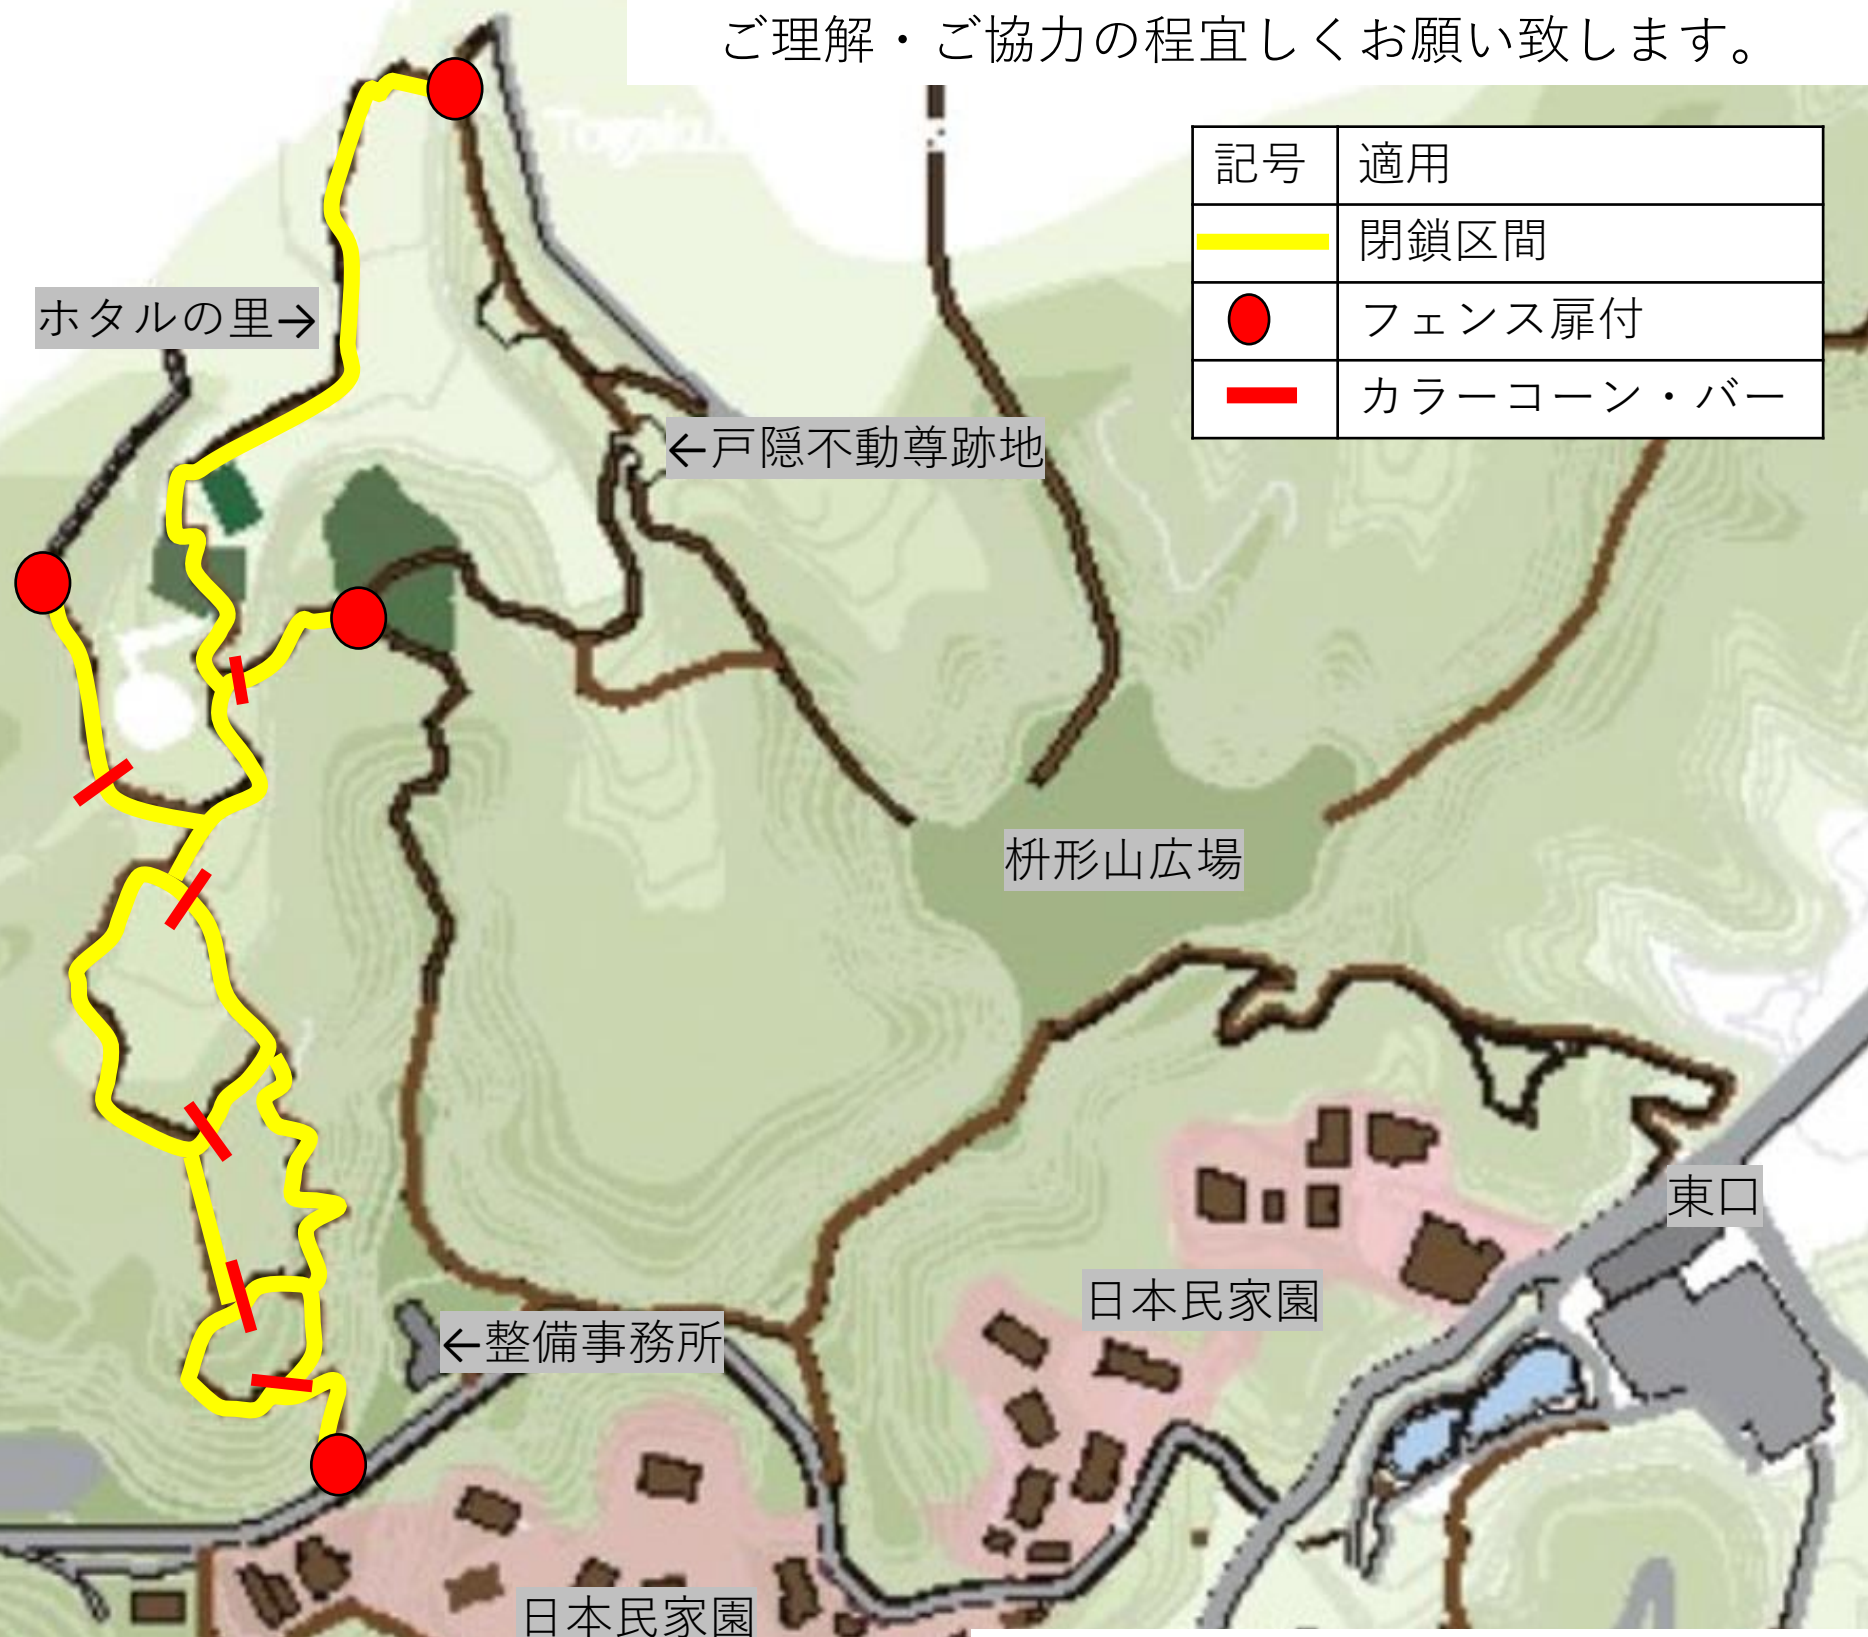 ご理解・ご協力の程宜しくお願い致します。
記号 適用
閉鎖区間
フェンス扉付
カラーコーン・バー
ホタルの里→
←戸隠不動尊跡地
枡形山広場
東口
日本民家園
←整備事務所
日本民家園